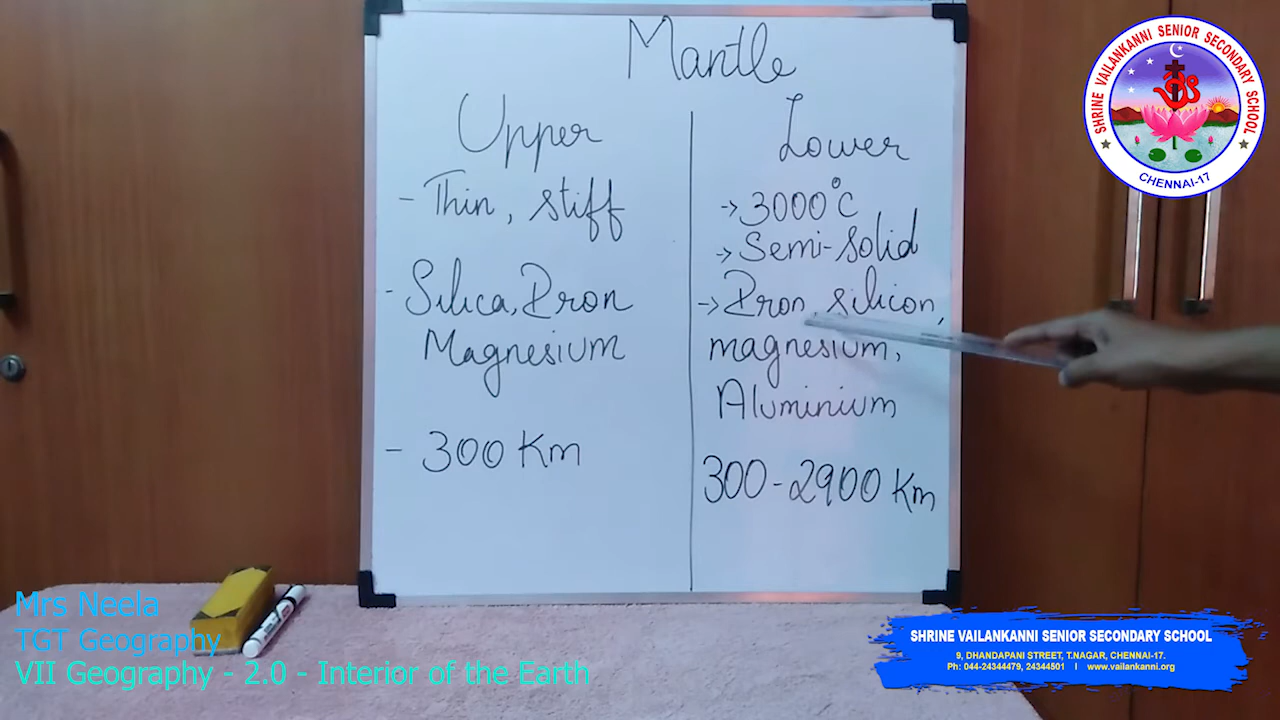 Mantle
Upper
- Thin, stiff
- Silica, Iron
Magnesium
- 300 Km
Lower
→ 3000°C
→ Semi-Solid
→ Iron, silicon,
magnesium,
Aluminium
300-2900 Km
SHRINE VAILANKANNI SENIOR SECONDARY SCHOOL
CHENNAI-17
Mrs Neela
TGT Geography
VII Geography - 2.0 - Interior of the Earth
SHRINE VAILANKANNI SENIOR SECONDARY SCHOOL
9, DHANDAPANI STREET, T.NAGAR, CHENNAI-17.
Ph: 044-24344479, 24344501 I www.vailankanni.org